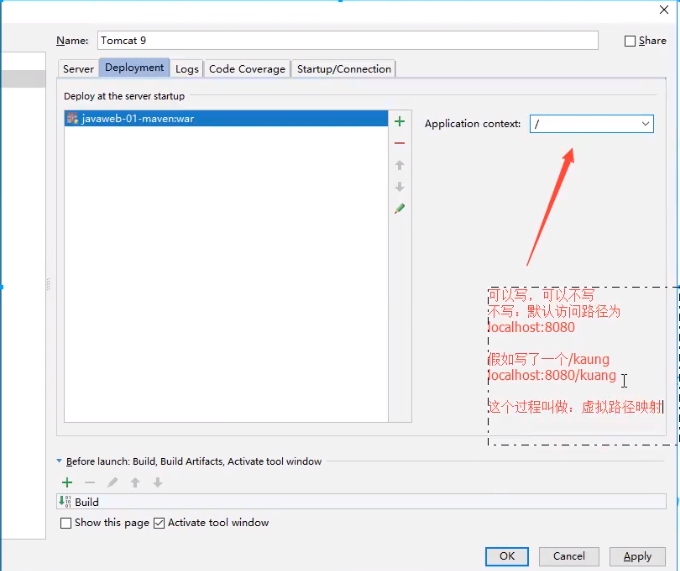 Name: Tomcat 9 Share
Server Deployment Logs Code Coverage Startup/Connection
Deploy at the server startup
javaweb-01-maven:war
Application context: /
可以写，可以不写
不写：默认访问路径为
localhost:8080
假如写了一个/kaung
localhost:8080/kuang
这个过程叫做：虚拟路径映射
Before launch: Build, Build Artifacts, Activate tool window
Build
Show this page Activate tool window
OK Cancel Apply